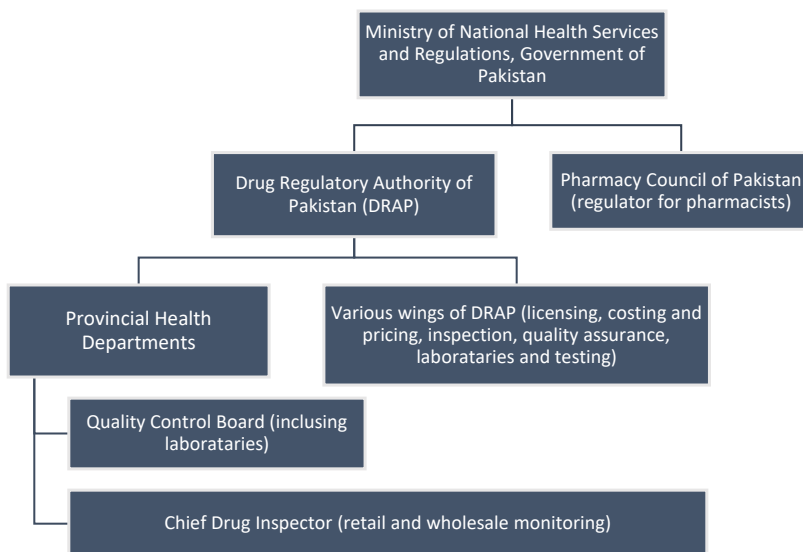 Ministry of National Health Services
and Regulations, Government of
Pakistan
Drug Regulatory Authority of
Pakistan (DRAP)
Pharmacy Council of Pakistan
(regulator for pharmacists)
Provincial Health
Departments
Various wings of DRAP (licensing, costing and
pricing, inspection, quality assurance,
laborataries and testing)
Quality Control Board (inclusing
laborataries)
Chief Drug Inspector (retail and wholesale monitoring)